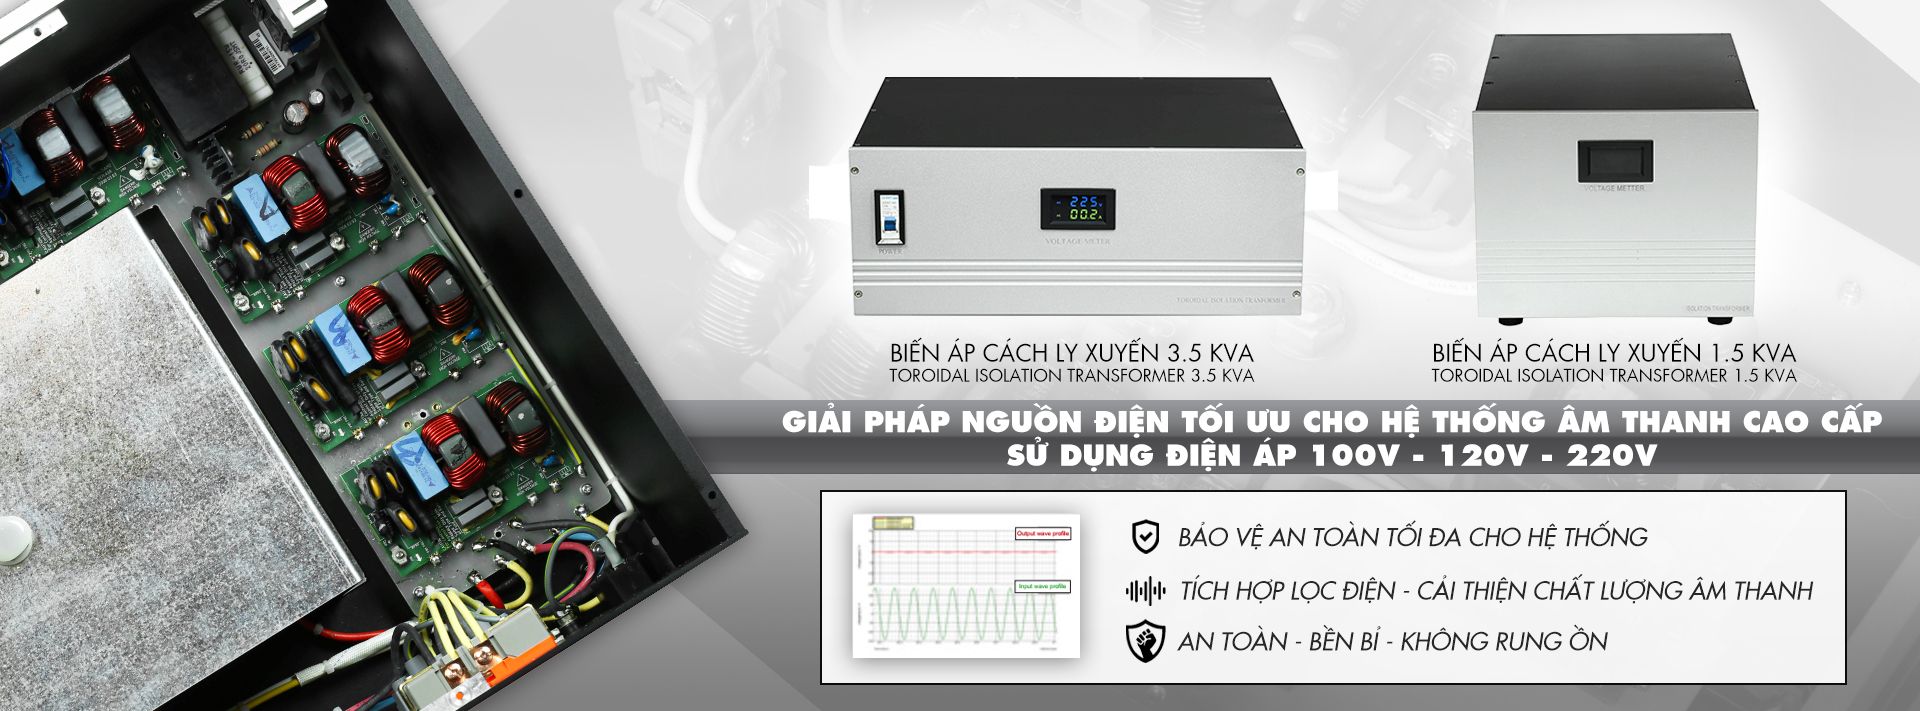 225 V
00.2 A
POWER
VOLTAGE METER
TOROIDAL ISOLATION TRANSFORMER
VOLTAGE METTER
ISOLATION TRANSFORMER
BIẾN ÁP CÁCH LY XUYẾN 3.5 KVA
TOROIDAL ISOLATION TRANSFORMER 3.5 KVA
BIẾN ÁP CÁCH LY XUYẾN 1.5 KVA
TOROIDAL ISOLATION TRANSFORMER 1.5 KVA
GIẢI PHÁP NGUỒN ĐIỆN TỐI ƯU CHO HỆ THỐNG ÂM THANH CAO CẤP
SỬ DỤNG ĐIỆN ÁP 100V - 120V - 220V
Output wave profile
Input wave profile
BẢO VỆ AN TOÀN TỐI ĐA CHO HỆ THỐNG
TÍCH HỢP LỌC ĐIỆN - CẢI THIỆN CHẤT LƯỢNG ÂM THANH
AN TOÀN - BỀN BỈ - KHÔNG RUNG ỒN